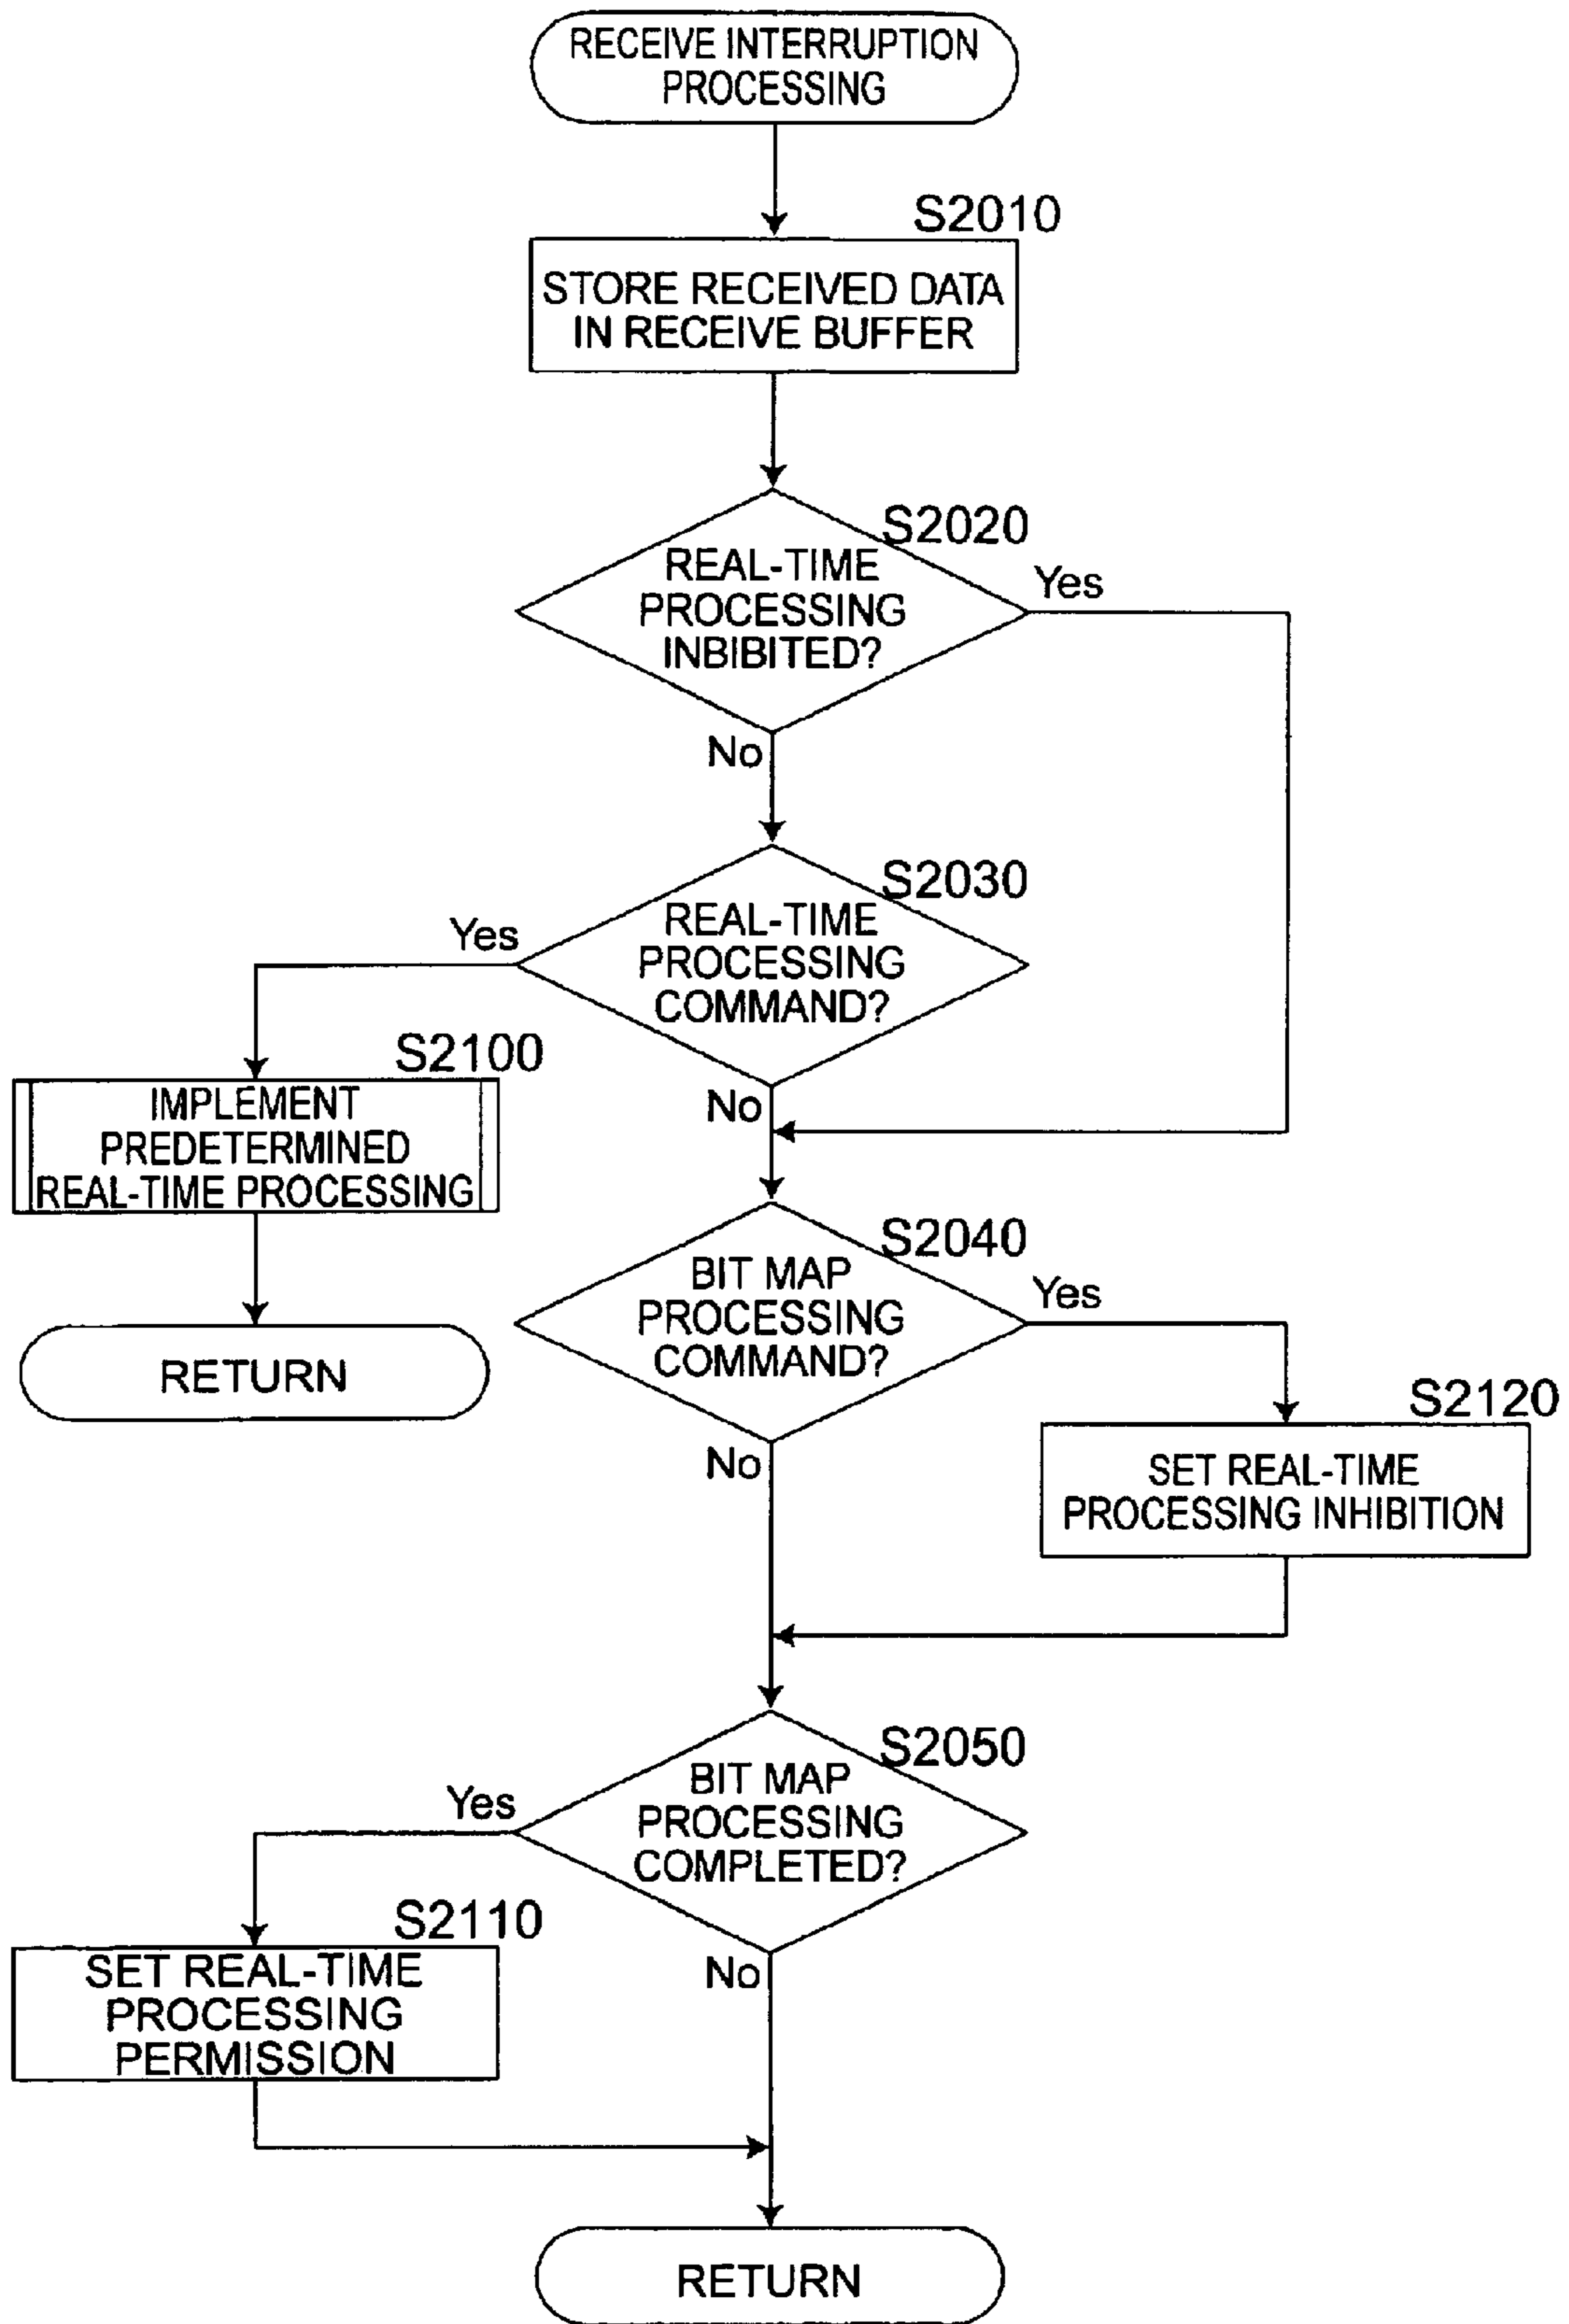 RECEIVE INTERRUPTION
PROCESSING
S2010
STORE RECEIVED DATA
IN RECEIVE BUFFER
S2020
REAL-TIME
PROCESSING
INBIBITED?
Yes
No
S2030
REAL-TIME
PROCESSING
COMMAND?
Yes
No
S2100
IMPLEMENT
PREDETERMINED
REAL-TIME PROCESSING
RETURN
S2040
BIT MAP
PROCESSING
COMMAND?
Yes
No
S2120
SET REAL-TIME
PROCESSING INHIBITION
S2050
BIT MAP
PROCESSING
COMPLETED?
Yes
No
S2110
SET REAL-TIME
PROCESSING
PERMISSION
RETURN